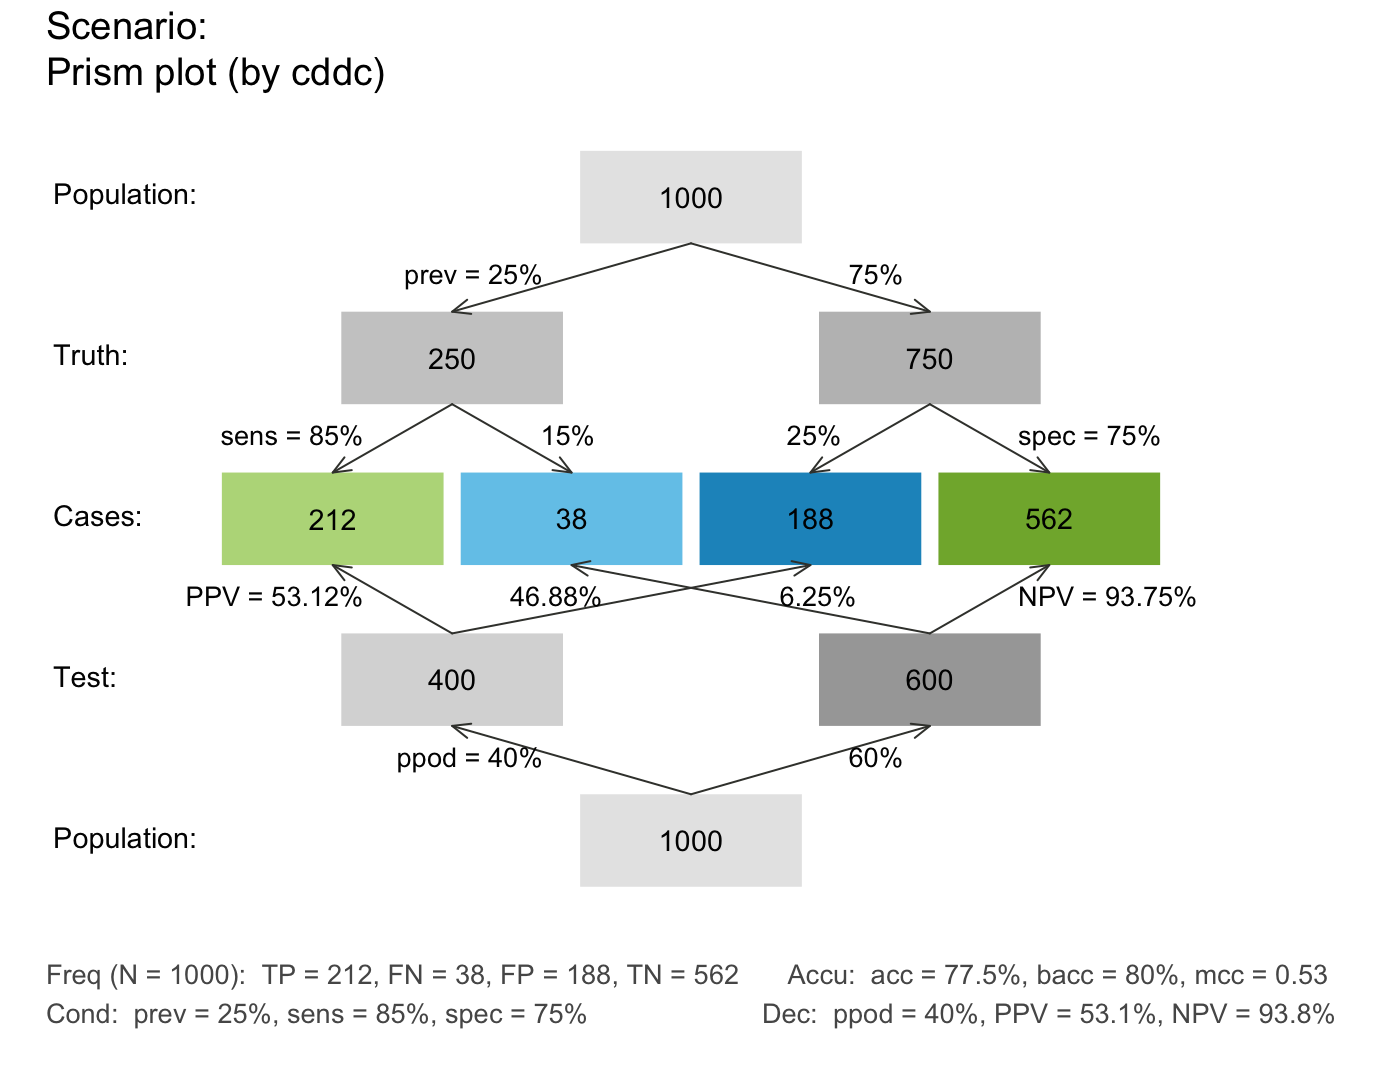 Scenario:
Prism plot (by cddc)
Population:
1000
prev = 25%
75%
Truth:
250
750
sens = 85%
15%
25%
spec = 75%
Cases:
212
38
188
562
PPV = 53.12%
46.88%
6.25%
NPV = 93.75%
Test:
400
600
ppod = 40%
60%
Population:
1000
Freq (N = 1000):  TP = 212, FN = 38, FP = 188, TN = 562
Accu:  acc = 77.5%, bacc = 80%, mcc = 0.53
Cond:  prev = 25%, sens = 85%, spec = 75%
Dec:  ppod = 40%, PPV = 53.1%, NPV = 93.8%